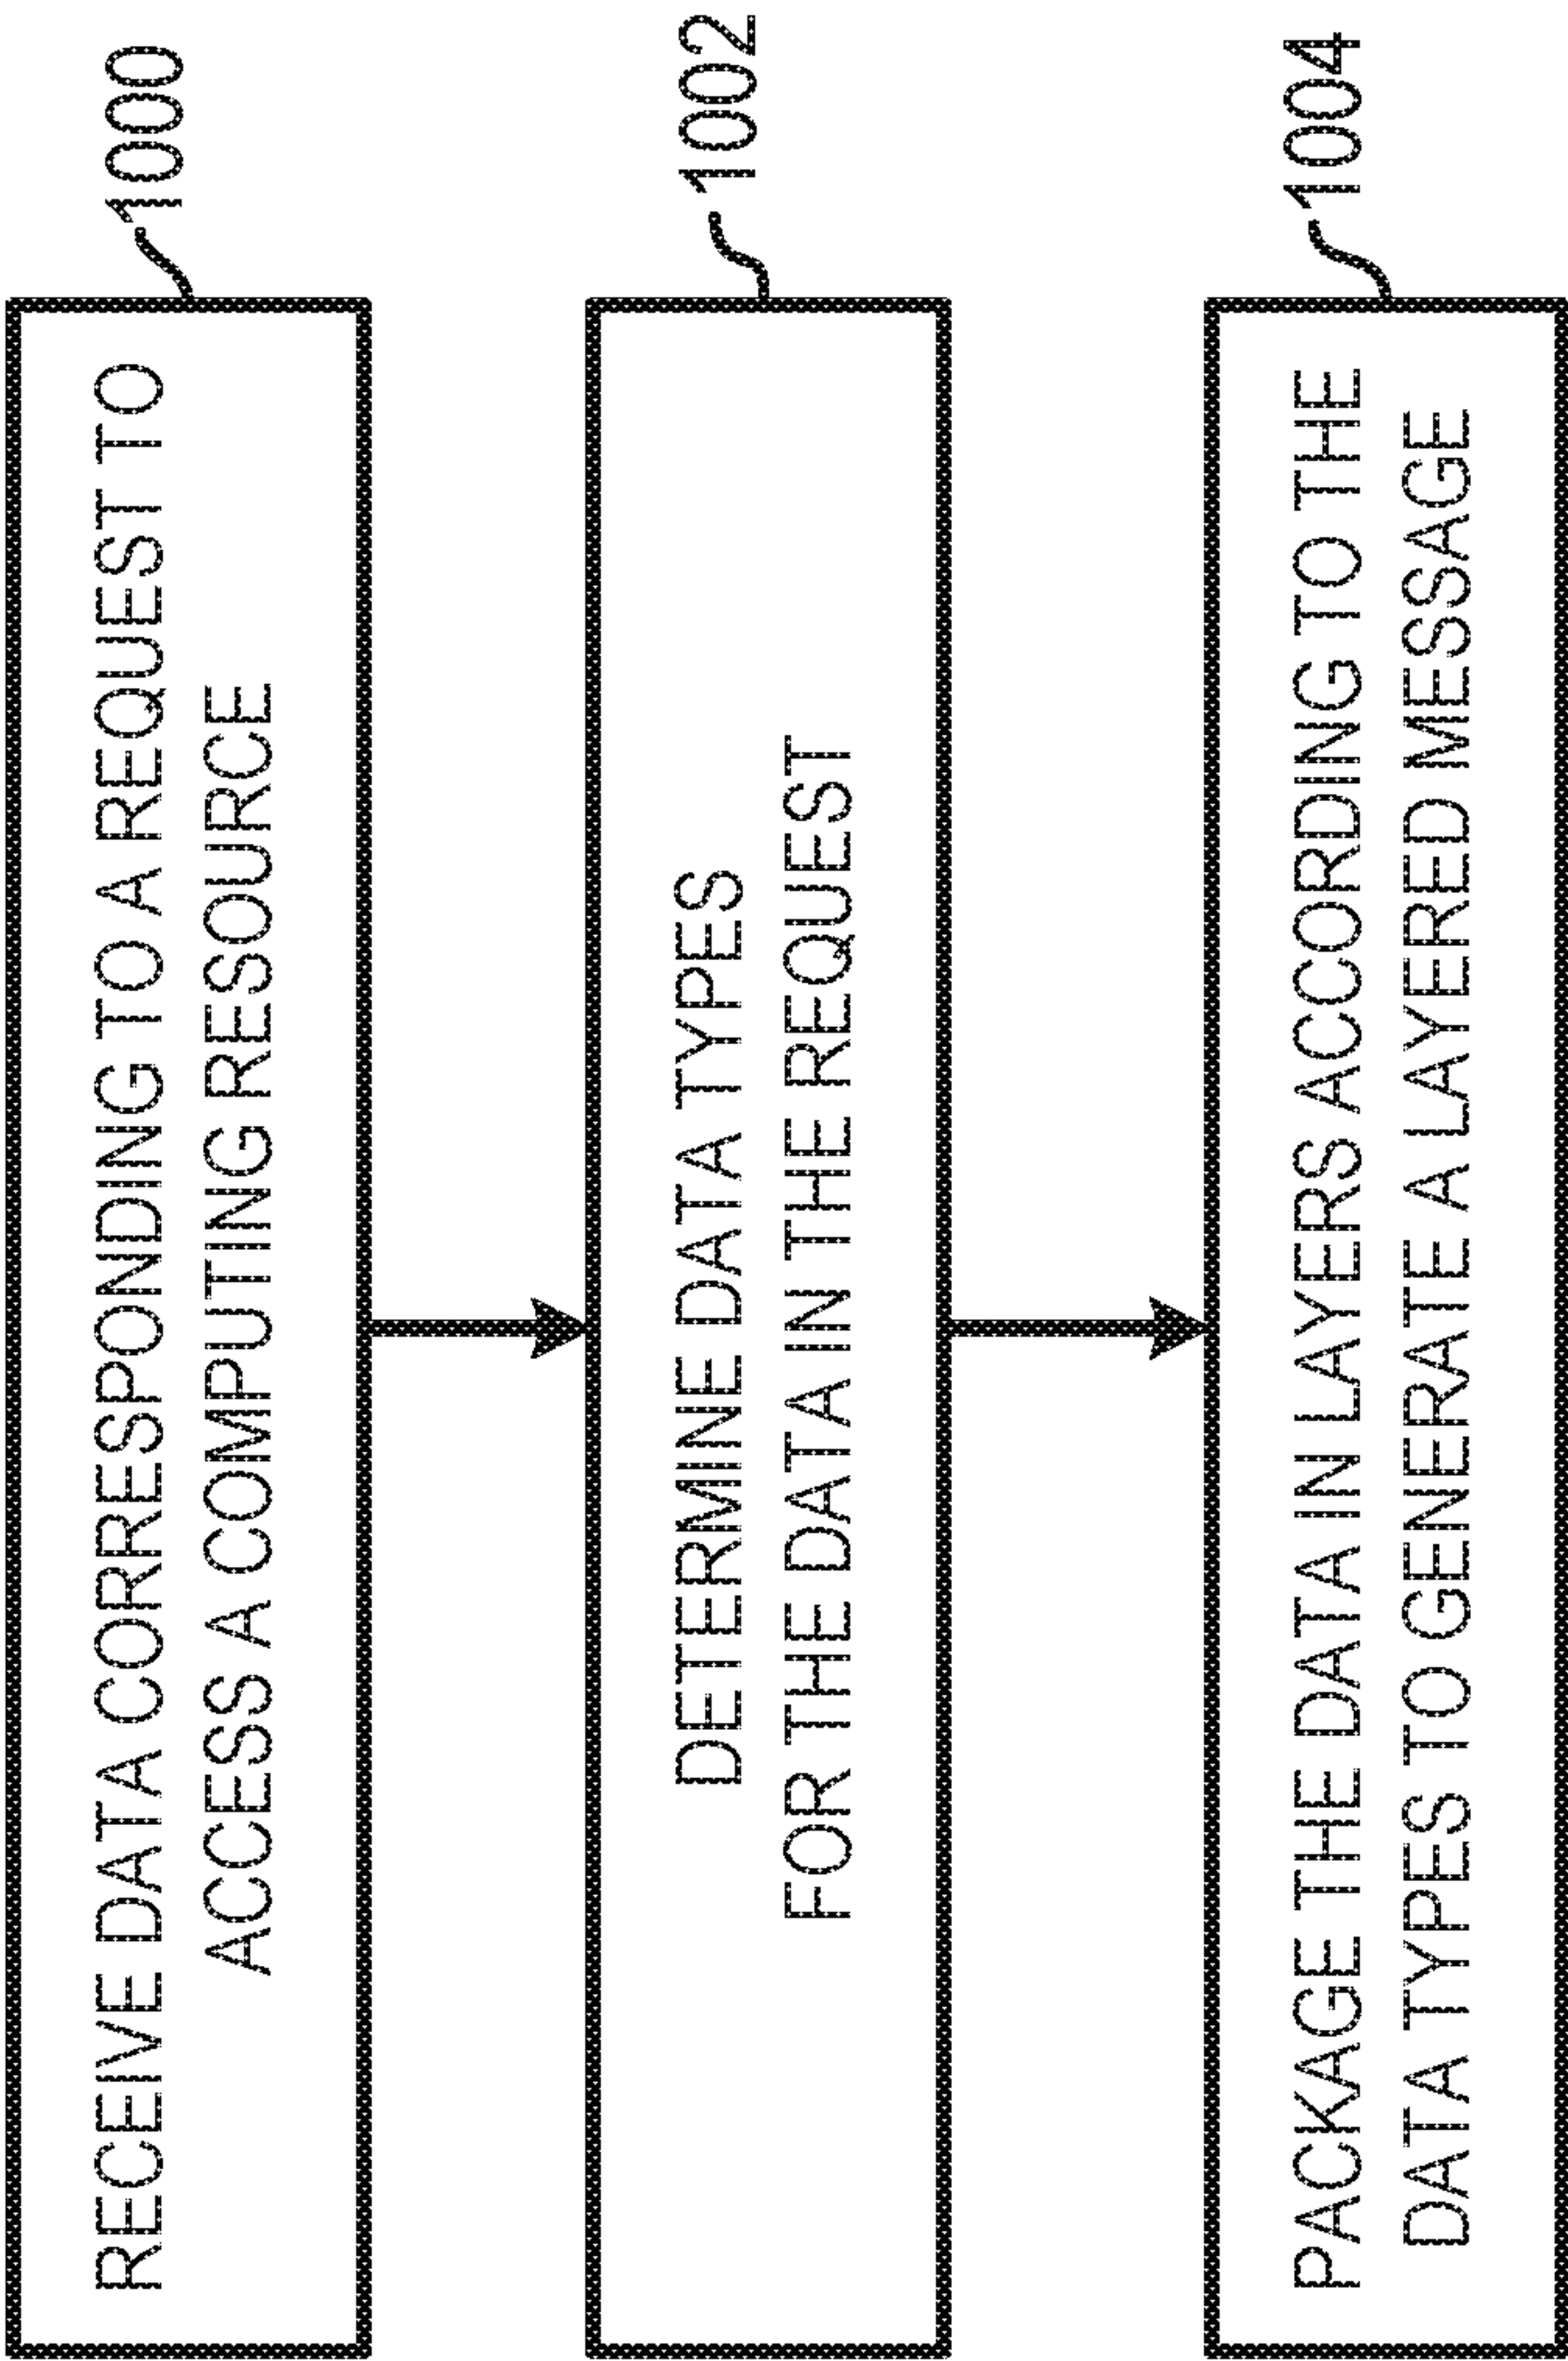 RECEIVE DATA CORRESPONDING TO A REQUEST TO
ACCESS A COMPUTING RESOURCE
1000
DETERMINE DATA TYPES
FOR THE DATA IN THE REQUEST
1002
PACKAGE THE DATA IN LAYERS ACCORDING TO THE
DATA TYPES TO GENERATE A LAYERED MESSAGE
1004